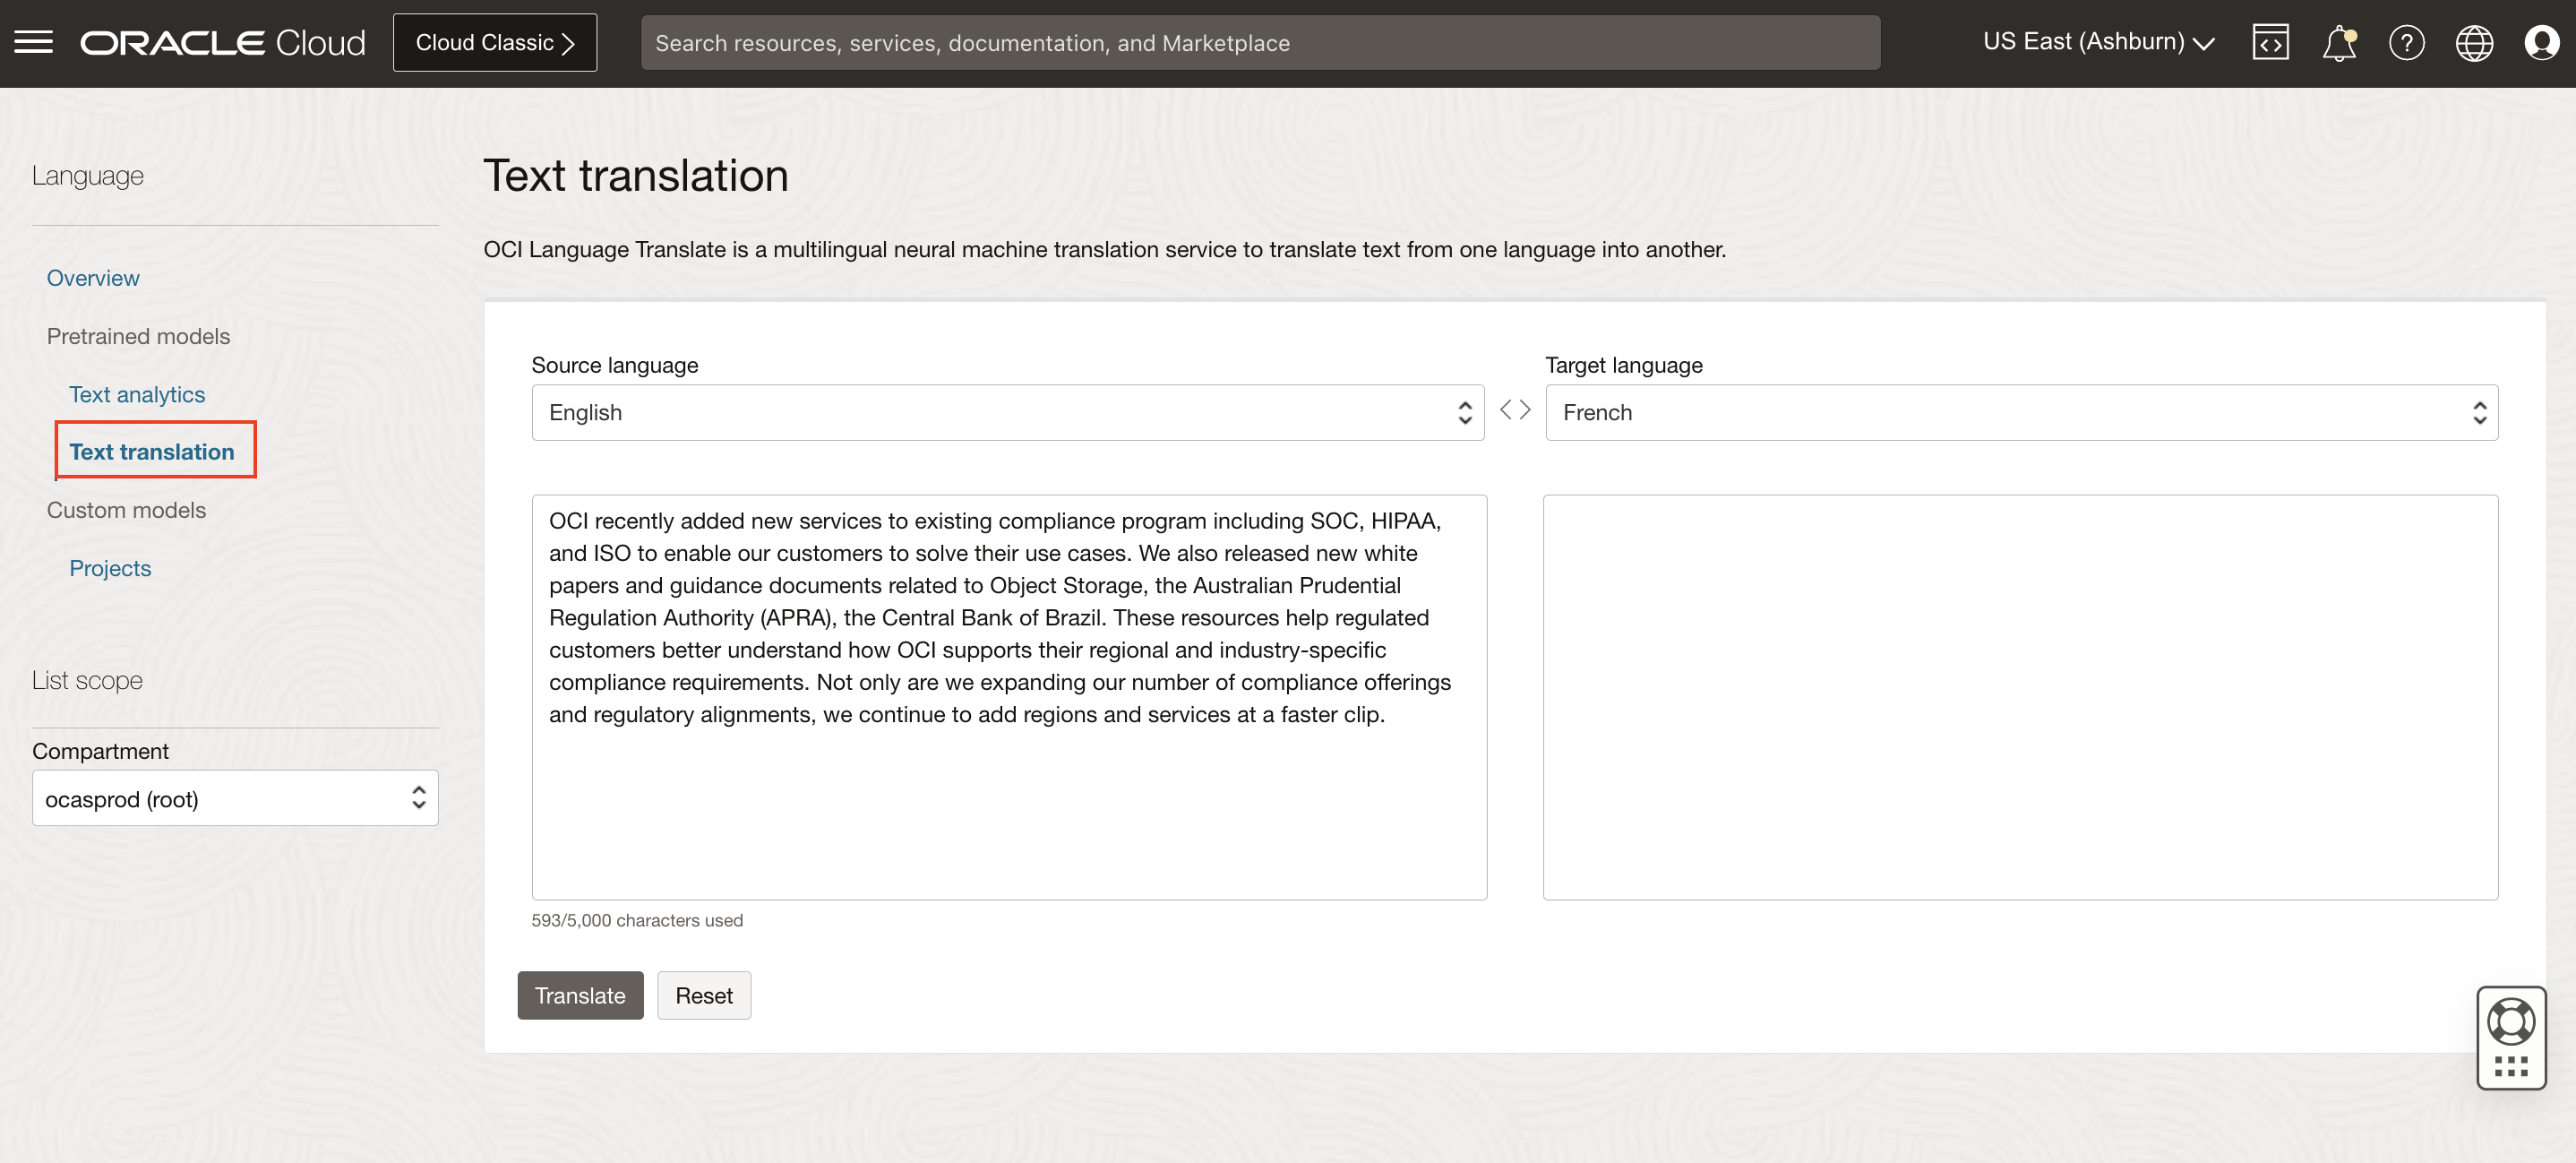 ORACLE Cloud
Cloud Classic
Search resources, services, documentation, and Marketplace
US East (Ashburn)
Language
Overview
Pretrained models
Text analytics
Text translation
Custom models
Projects
List scope
Compartment
ocasprod (root)
Text translation
OCI Language Translate is a multilingual neural machine translation service to translate text from one language into another.
Source language
English
Target language
French
OCI recently added new services to existing compliance program including SOC, HIPAA,
and ISO to enable our customers to solve their use cases. We also released new white
papers and guidance documents related to Object Storage, the Australian Prudential
Regulation Authority (APRA), the Central Bank of Brazil. These resources help regulated
customers better understand how OCI supports their regional and industry-specific
compliance requirements. Not only are we expanding our number of compliance offerings
and regulatory alignments, we continue to add regions and services at a faster clip.
593/5,000 characters used
Translate
Reset